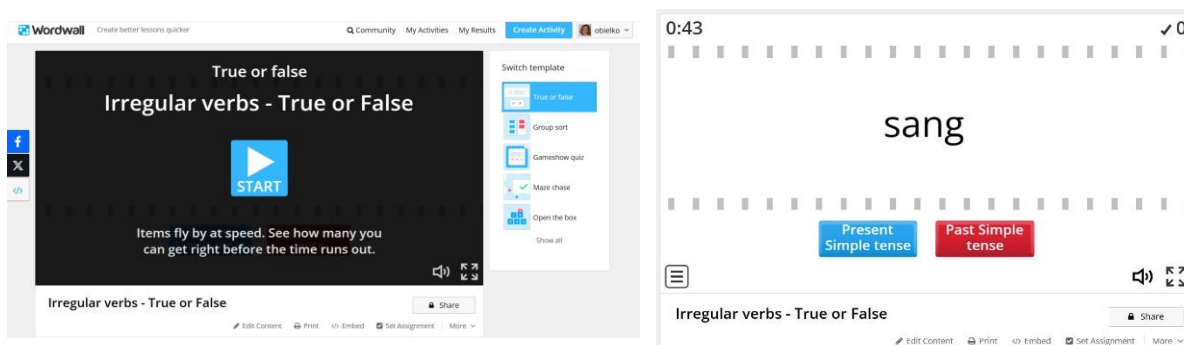 Wordwall Create better lessons quicker Community My Activities My Results Create Activity obielko
True or false
Irregular verbs - True or False
START
Items fly by at speed. See how many you
can get right before the time runs out.
Switch template
True or false
Group sort
Gameshow quiz
Maze chase
Open the box
Show all
Irregular verbs - True or False
Share
Edit Content Print Embed Set Assignment More
0:43 0
sang
Present
Simple tense
Past Simple
tense
Irregular verbs - True or False
Share
Edit Content Print Embed Set Assignment More